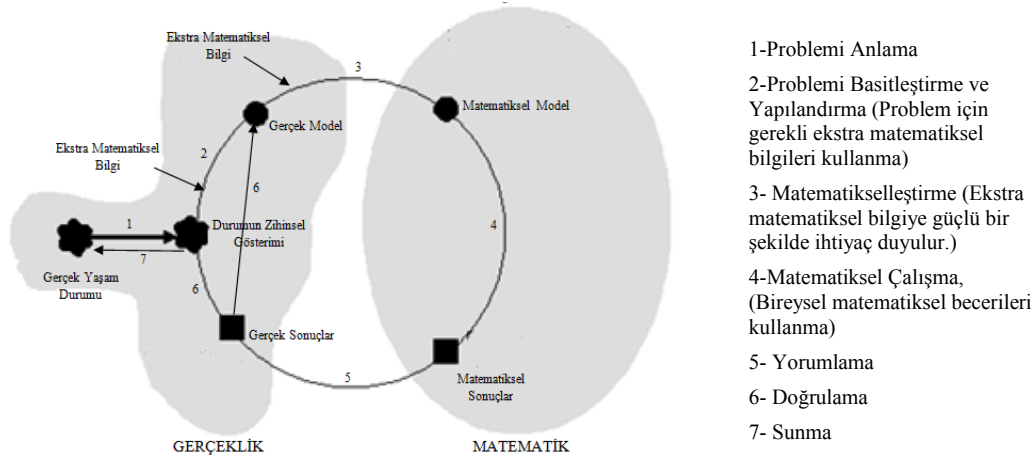 Ekstra Matematiksel
Bilgi
3
Gerçek Model
Matematiksel Model
Ekstra Matematiksel
Bilgi
2
6
1
Durumun Zihinsel
Gösterimi
4
7
Gerçek Yaşam
Durumu
6
Gerçek Sonuçlar
5
Matematiksel
Sonuçlar
GERÇEKLİK
MATEMATİK
1-Problemi Anlama
2-Problemi Basitleştirme ve
Yapılandırma (Problem için
gerekli ekstra matematiksel
bilgileri kullanma)
3- Matematikselleştirme (Ekstra
matematiksel bilgiye güçlü bir
şekilde ihtiyaç duyulur.)
4-Matematiksel Çalışma,
(Bireysel matematiksel becerileri
kullanma)
5- Yorumlama
6- Doğrulama
7- Sunma